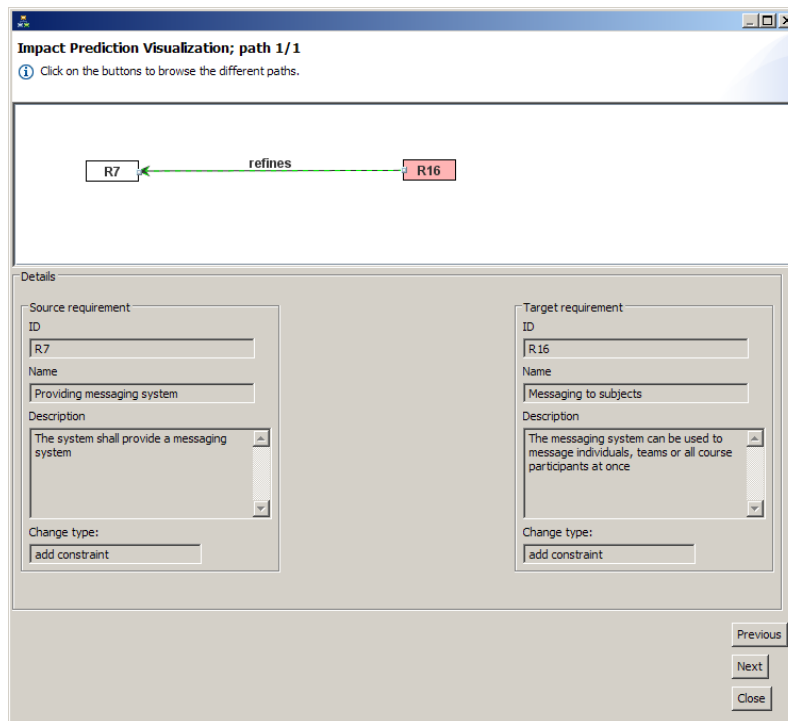 Impact Prediction Visualization; path 1/1
Click on the buttons to browse the different paths.
R7
refines
R16
Details
Source requirement
ID
R7
Name
Providing messaging system
Description
The system shall provide a messaging
system
Change type:
add constraint
Target requirement
ID
R16
Name
Messaging to subjects
Description
The messaging system can be used to
message individuals, teams or all course
participants at once
Change type:
add constraint
Previous
Next
Close